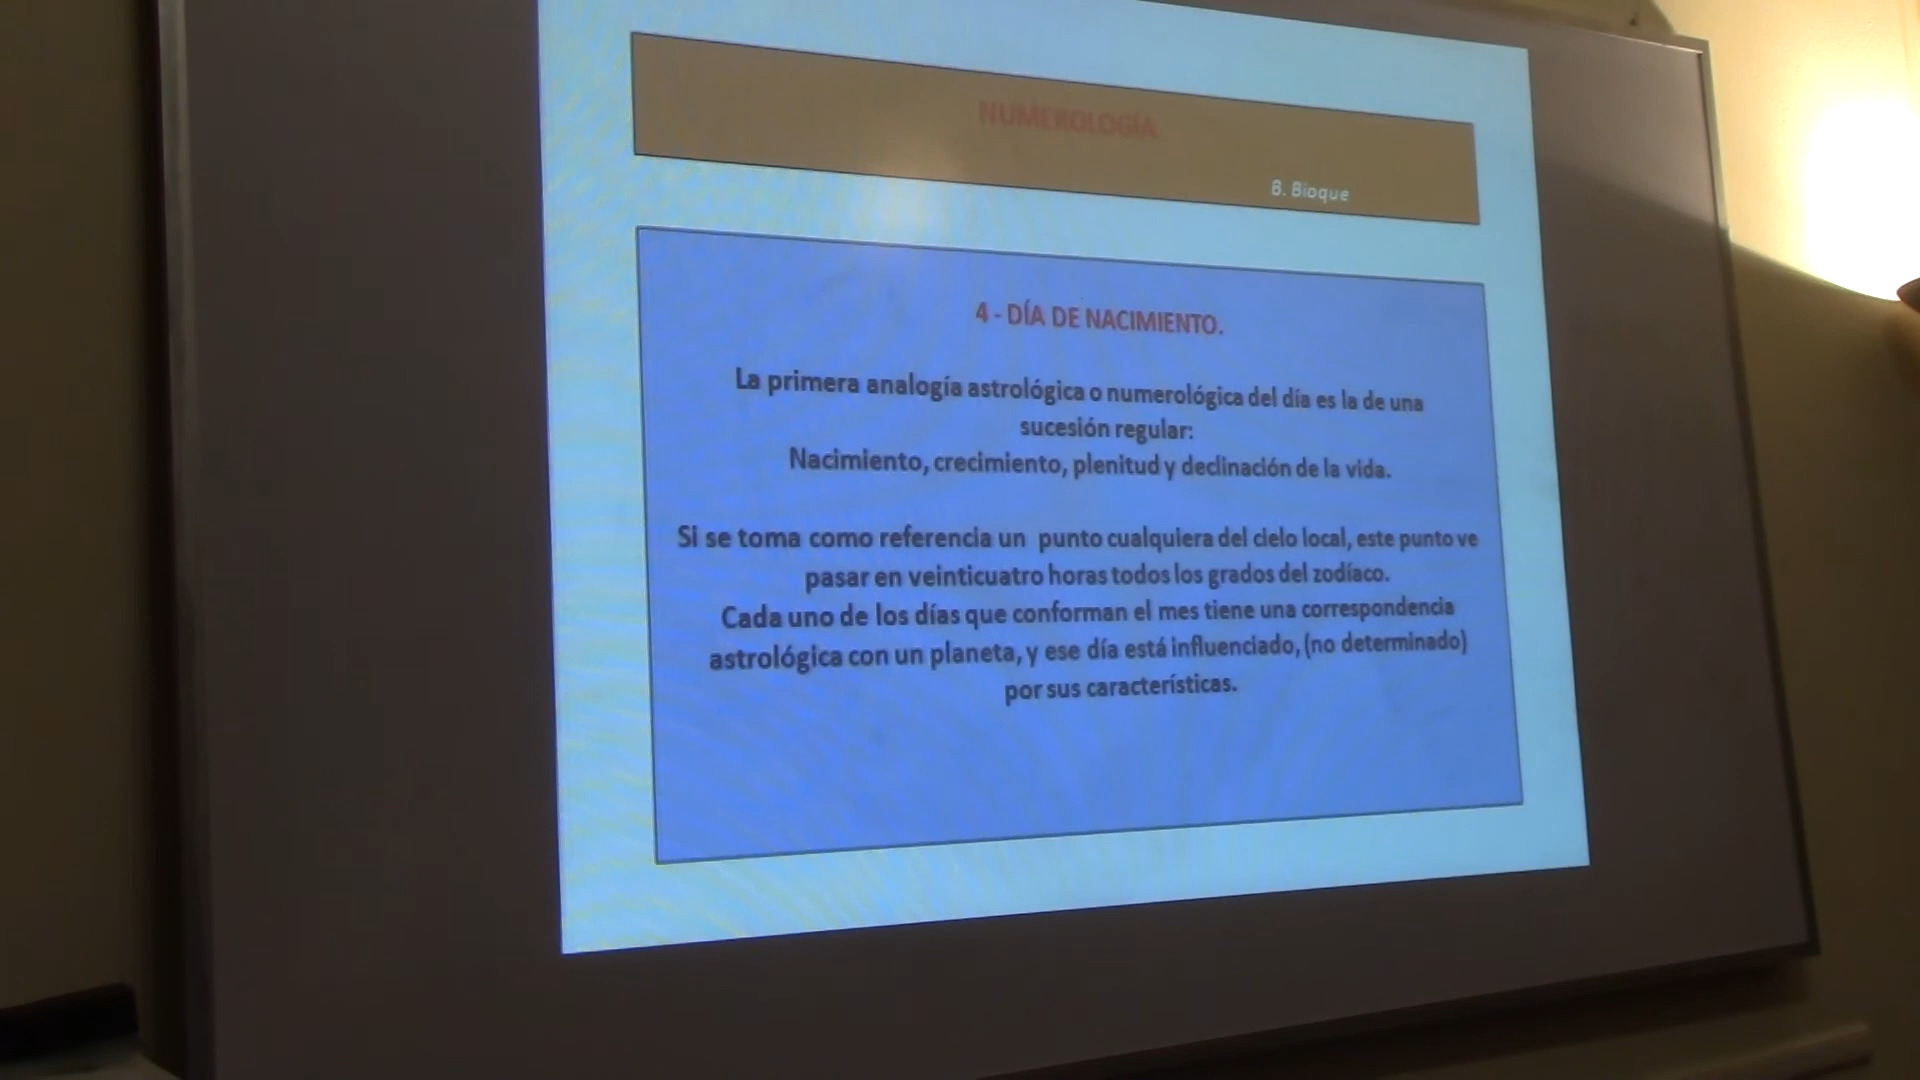 NUMEROLOGÍA
B. Bioque
4 - DÍA DE NACIMIENTO.
La primera analogía astrológica o numerológica del día es la de una
sucesión regular:
Nacimiento, crecimiento, plenitud y declinación de la vida.
Si se toma como referencia un punto cualquiera del cielo local, este punto ve
pasar en veinticuatro horas todos los grados del zodíaco.
Cada uno de los días que conforman el mes tiene una correspondencia
astrológica con un planeta, y ese día está influenciado, (no determinado)
por sus características.